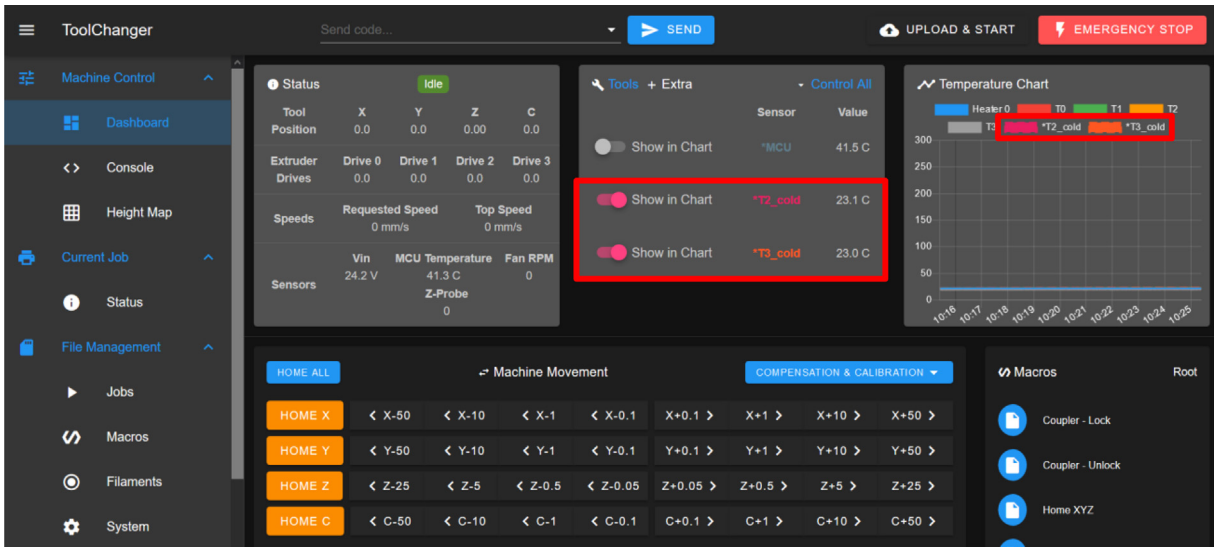 ToolChanger
Send code...
SEND
UPLOAD & START
EMERGENCY STOP
Machine Control
Dashboard
Console
Height Map
Current Job
Status
File Management
Jobs
Macros
Filaments
System
Status Idle
Tool Position X Y Z C
0.0 0.0 0.00 0.0
Extruder Drives Drive 0 Drive 1 Drive 2 Drive 3
0.0 0.0 0.0 0.0
Speeds Requested Speed Top Speed
0 mm/s 0 mm/s
Sensors Vin MCU Temperature Fan RPM
24.2 V 41.3 C 0
Z-Probe
0
Tools + Extra Control All
Sensor Value
Show in Chart *MCU 41.5 C
Show in Chart *T2_cold 23.1 C
Show in Chart *T3_cold 23.0 C
Temperature Chart
Heater 0 T0 T1 T2
T3 *T2_cold *T3_cold
300
250
200
150
100
50
0
10:16 10:17 10:18 10:19 10:20 10:21 10:22 10:23 10:24 10:25
HOME ALL Machine Movement COMPENSATION & CALIBRATION
HOME X X-50 X-10 X-1 X-0.1 X+0.1 X+1 X+10 X+50
HOME Y Y-50 Y-10 Y-1 Y-0.1 Y+0.1 Y+1 Y+10 Y+50
HOME Z Z-25 Z-5 Z-0.5 Z-0.05 Z+0.05 Z+0.5 Z+5 Z+25
HOME C C-50 C-10 C-1 C-0.1 C+0.1 C+1 C+10 C+50
Macros Root
Coupler - Lock
Coupler - Unlock
Home XYZ